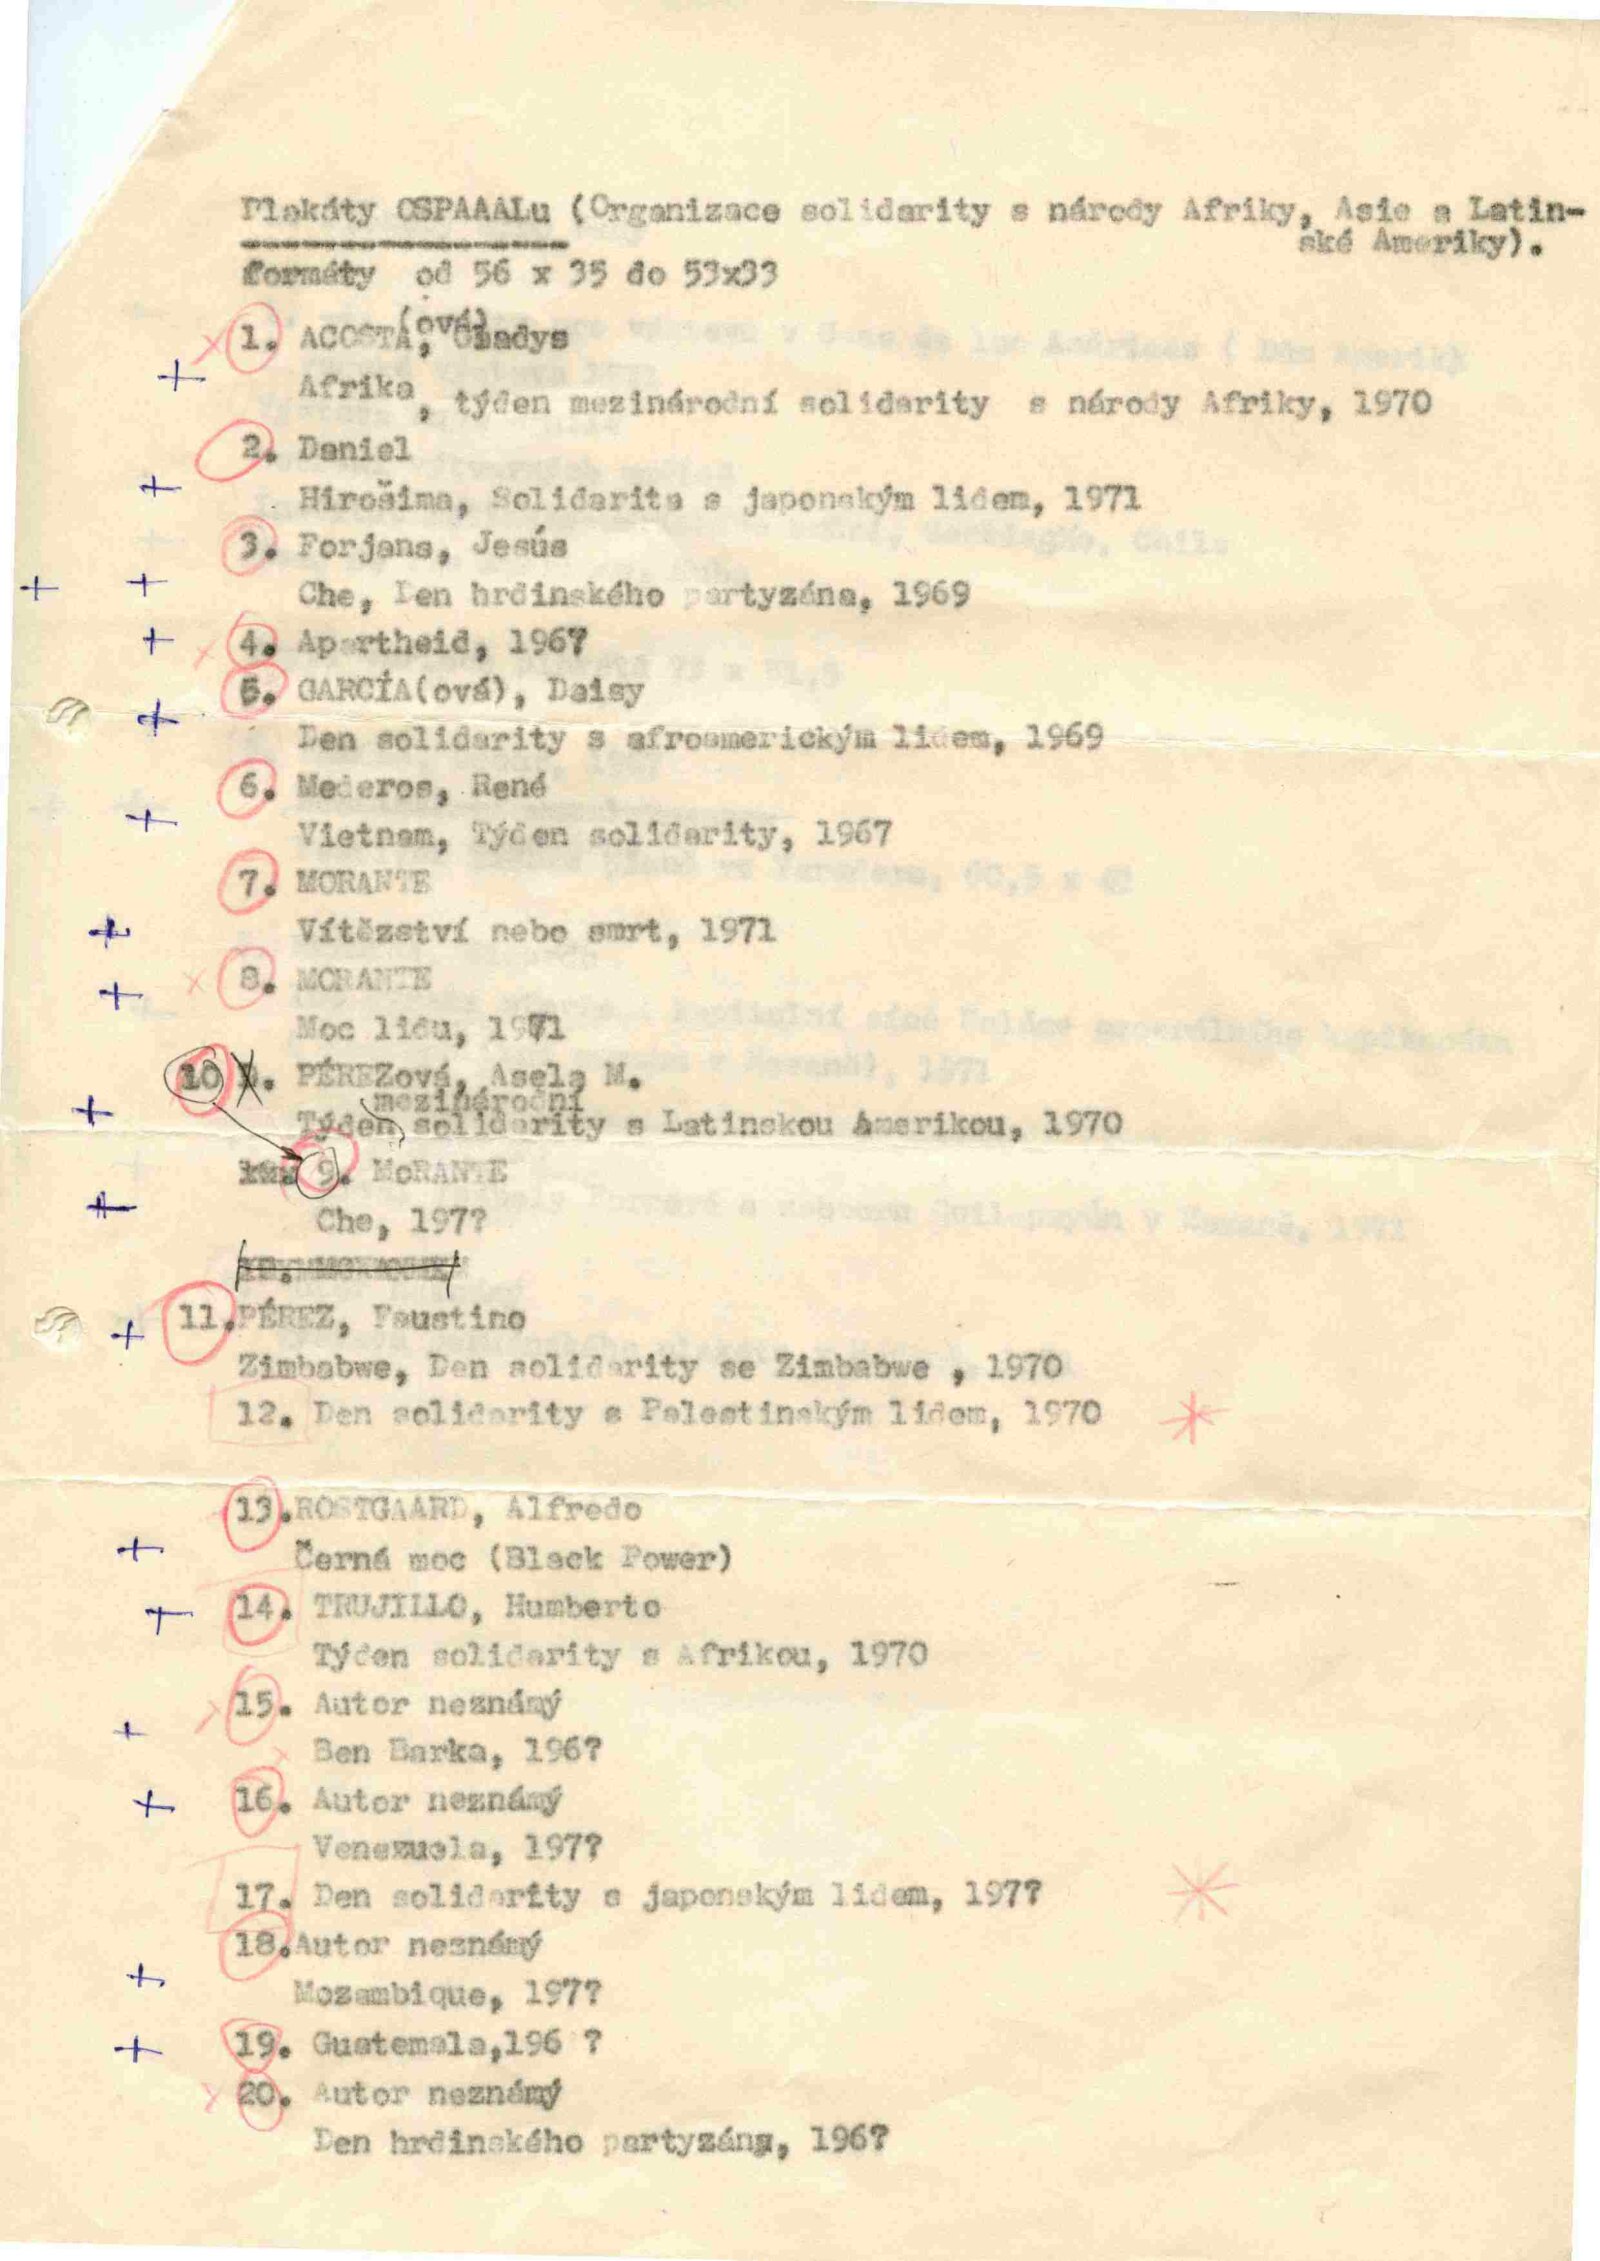 Plakáty OSPAAALu (Organizace solidarity s národy Afriky, Asie a Latin-
ské Ameriky).
formáty od 56 x 35 do 53x33
1. ACOSTA(ová), Gladys
Afrika, týden mezinárodní solidarity s národy Afriky, 1970
2. Daniel
Hirošima, Solidarita s japonským lidem, 1971
3. Forjans, Jesús
Che, Den hrdinského partyzána, 1969
4. Apartheid, 196?
5. GARCÍA(ová), Daisy
Den solidarity s afroamerickým lidem, 1969
6. Mederos, René
Vietnam, Týden solidarity, 1967
7. MORANTE
Vítězství nebo smrt, 1971
8. MORANTE
Moc lidu, 1971
10 9. PÉREZová, Asela M.
mezinárodní
Týden solidarity s Latinskou Amerikou, 1970
9. MoRANTE
Che, 197?
11. PÉREZ, Faustino
Zimbabwe, Den solidarity se Zimbabwe , 1970
12. Den solidarity s Palestinským lidem, 1970
13. ROSTGAARD, Alfredo
Černá moc (Black Power)
14. TRUJILLO, Humberto
Týden solidarity s Afrikou, 1970
15. Autor neznámý
Ben Barka, 196?
16. Autor neznámý
Venezuela, 197?
17. Den solidarity s japonským lidem, 197?
18.Autor neznámý
Mozambique, 197?
19. Guatemala,196 ?
20. Autor neznámý
Den hrdinského partyzána, 196?